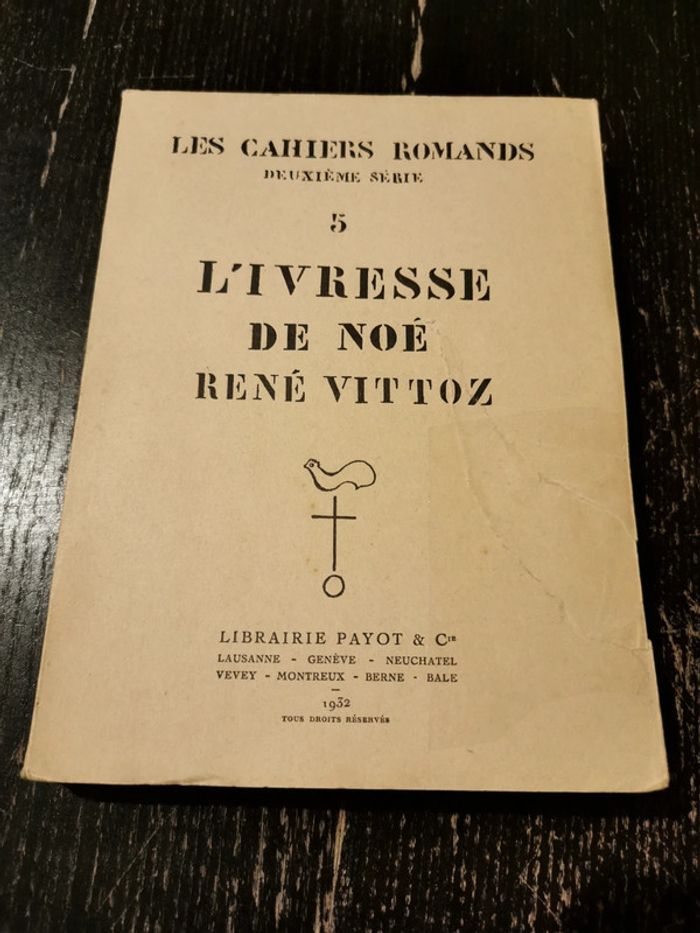 LES CAHIERS ROMANDS
DEUXIÈME SÉRIE
5
L'IVRESSE
DE NOÉ
RENÉ VITTOZ
LIBRAIRIE PAYOT & Cie
LAUSANNE - GENÈVE - NEUCHATEL
VEVEY - MONTREUX - BERNE - BALE
1932
TOUS DROITS RÉSERVÉS